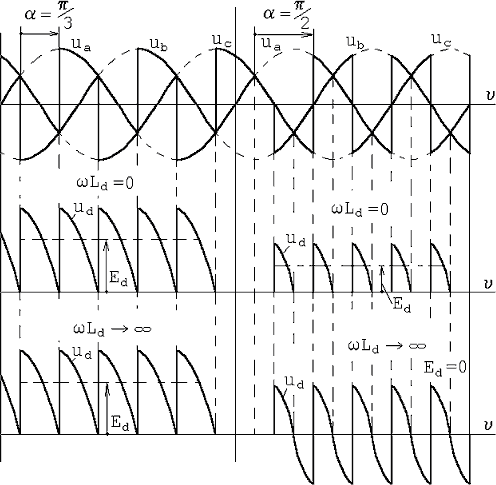 α = π/3
α = π/2
u_a u_b u_c u_a u_b u_c
υ
ωL_d = 0
ωL_d = 0
u_d
u_d
E_d
E_d
υ
ωL_d → ∞
ωL_d → ∞
u_d
E_d = 0
u_d
E_d
υ